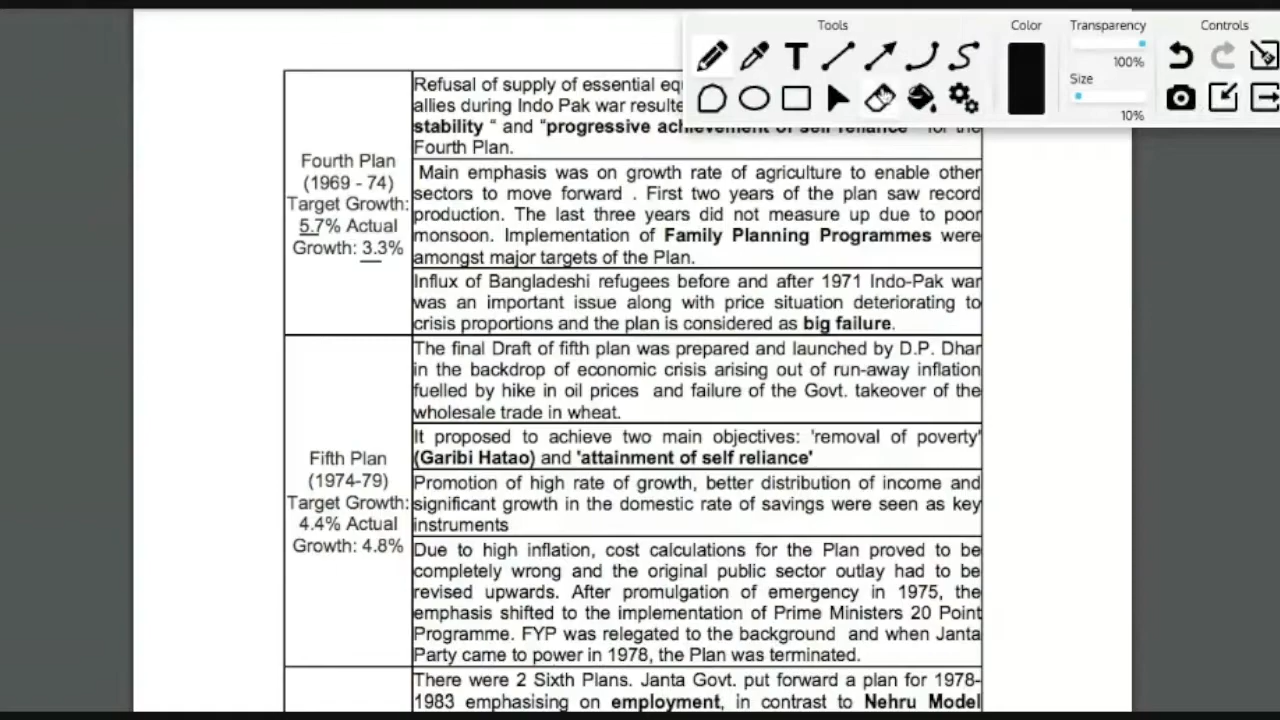 Tools
Color
Transparency
Controls
100%
Size
10%
Fourth Plan
(1969 - 74)
Target Growth:
5.7% Actual
Growth: 3.3%
Refusal of supply of essential
allies during Indo Pak war
stability “ and “progressive achievement of self reliance for the
Fourth Plan.
Main emphasis was on growth rate of agriculture to enable other
sectors to move forward . First two years of the plan saw record
production. The last three years did not measure up due to poor
monsoon. Implementation of Family Planning Programmes were
amongst major targets of the Plan.
Influx of Bangladeshi refugees before and after 1971 Indo-Pak war
was an important issue along with price situation deteriorating to
crisis proportions and the plan is considered as big failure.
Fifth Plan
(1974-79)
Target Growth:
4.4% Actual
Growth: 4.8%
The final Draft of fifth plan was prepared and launched by D.P. Dhar
in the backdrop of economic crisis arising out of run-away inflation
fuelled by hike in oil prices and failure of the Govt. takeover of the
wholesale trade in wheat.
It proposed to achieve two main objectives: 'removal of poverty'
(Garibi Hatao) and 'attainment of self reliance'
Promotion of high rate of growth, better distribution of income and
significant growth in the domestic rate of savings were seen as key
instruments
Due to high inflation, cost calculations for the Plan proved to be
completely wrong and the original public sector outlay had to be
revised upwards. After promulgation of emergency in 1975, the
emphasis shifted to the implementation of Prime Ministers 20 Point
Programme. FYP was relegated to the background and when Janta
Party came to power in 1978, the Plan was terminated.
There were 2 Sixth Plans. Janta Govt. put forward a plan for 1978-
1983 emphasising on employment, in contrast to Nehru Model